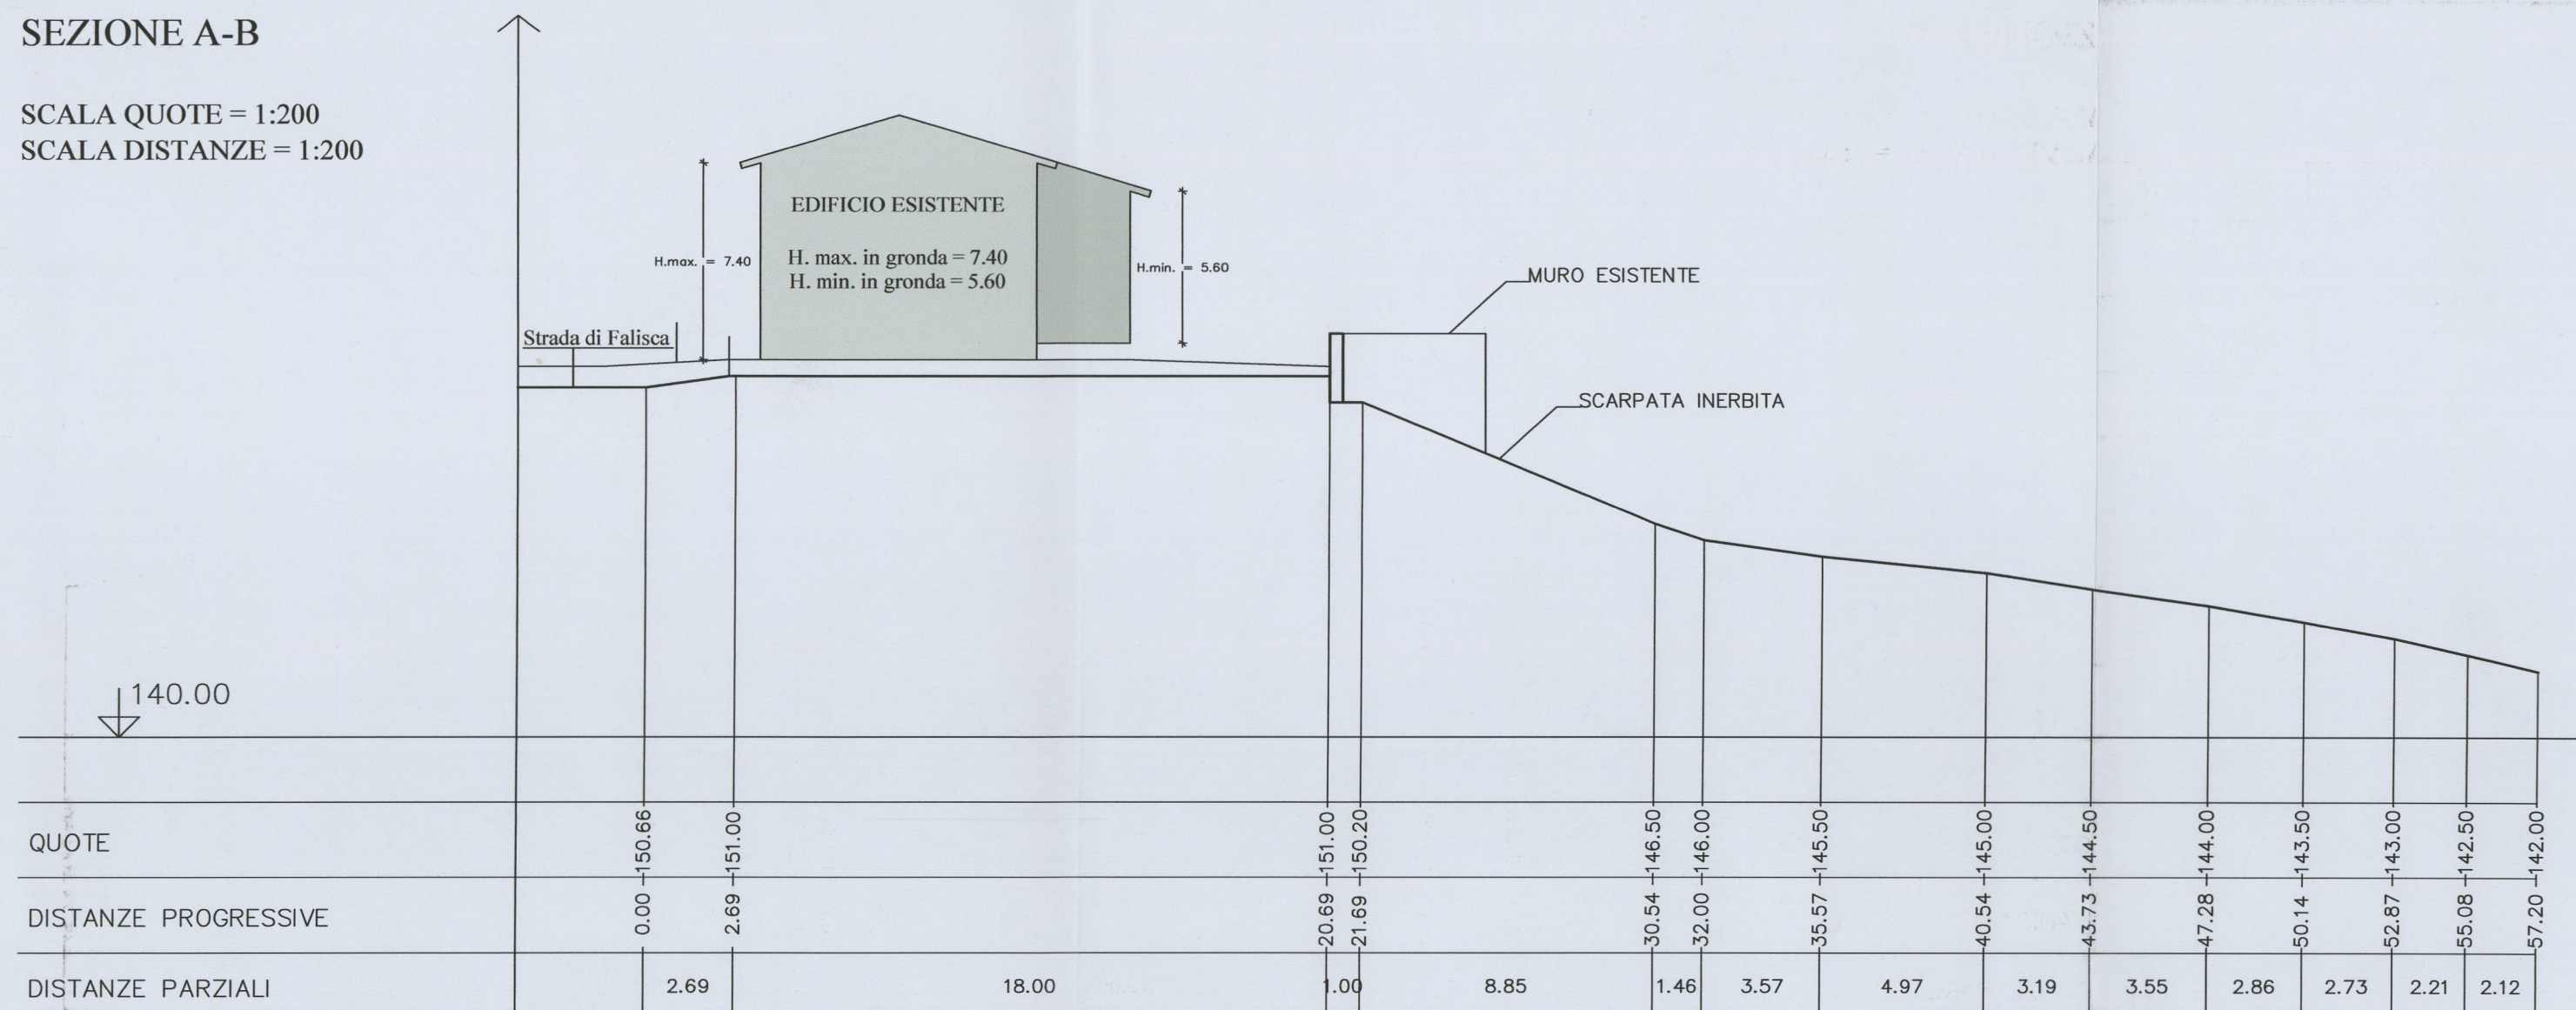 SEZIONE A-B
SCALA QUOTE = 1:200
SCALA DISTANZE = 1:200
EDIFICIO ESISTENTE
H. max. in gronda = 7.40
H. min. in gronda = 5.60
H.max. = 7.40
H.min. = 5.60
Strada di Falisca
MURO ESISTENTE
SCARPATA INERBITA
140.00
QUOTE 150.66 151.00 151.00 150.20 146.50 146.00 145.50 145.00 144.50 144.00 143.50 143.00 142.50 142.00
DISTANZE PROGRESSIVE 0.00 2.69 20.69 21.69 30.54 32.00 35.57 40.54 43.73 47.28 50.14 52.87 55.08 57.20
DISTANZE PARZIALI 2.69 18.00 1.00 8.85 1.46 3.57 4.97 3.19 3.55 2.86 2.73 2.21 2.12